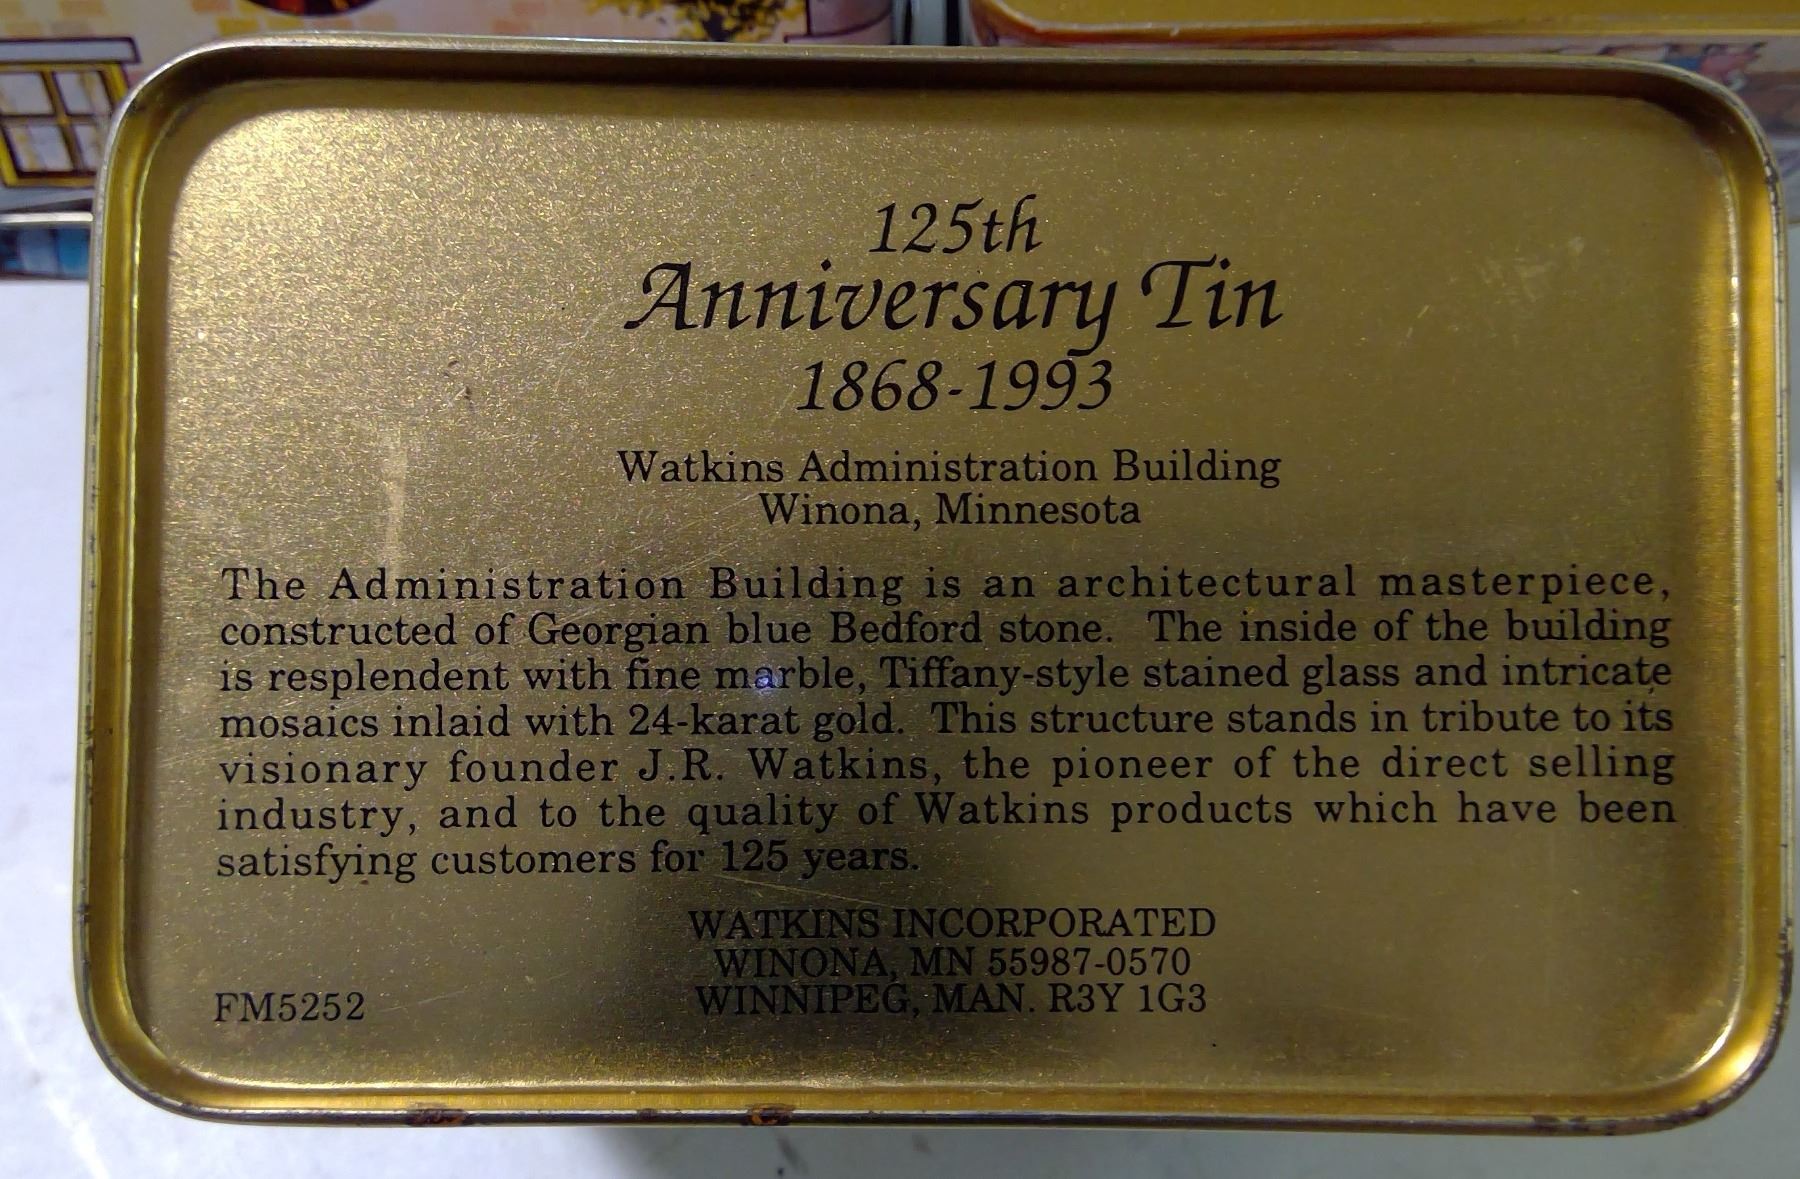 125th
Anniversary Tin
1868-1993
Watkins Administration Building
Winona, Minnesota
The Administration Building is an architectural masterpiece,
constructed of Georgian blue Bedford stone. The inside of the building
is resplendent with fine marble, Tiffany-style stained glass and intricate
mosaics inlaid with 24-karat gold. This structure stands in tribute to its
visionary founder J.R. Watkins, the pioneer of the direct selling
industry, and to the quality of Watkins products which have been
satisfying customers for 125 years.
WATKINS INCORPORATED
WINONA, MN 55987-0570
WINNIPEG, MAN. R3Y 1G3
FM5252